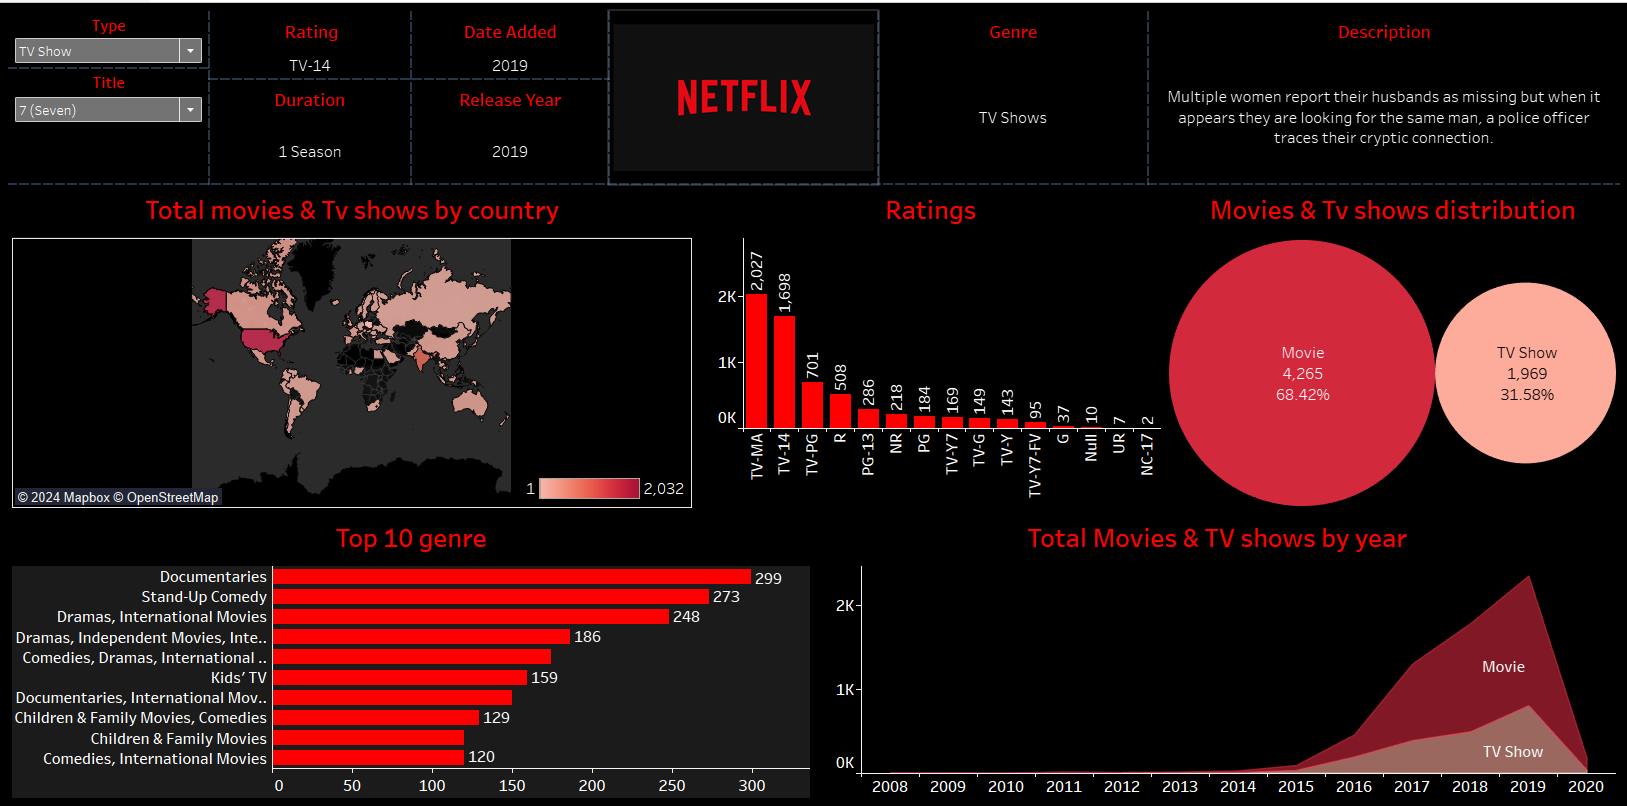 Type
TV Show
Title
7 (Seven)
Rating
TV-14
Duration
1 Season
Date Added
2019
Release Year
2019
NETFLIX
Genre
TV Shows
Description
Multiple women report their husbands as missing but when it
appears they are looking for the same man, a police officer
traces their cryptic connection.
Total movies & Tv shows by country
© 2024 Mapbox © OpenStreetMap
1 2,032
Ratings
2K
1K
0K
2,027
1,698
701
508
286
218
184
169
149
143
95
37
10
7
2
TV-MA
TV-14
TV-PG
R
PG-13
NR
PG
TV-Y7
TV-G
TV-Y
TV-Y7-FV
G
Null
UR
NC-17
Movies & Tv shows distribution
Movie
4,265
68.42%
TV Show
1,969
31.58%
Top 10 genre
Documentaries 299
Stand-Up Comedy 273
Dramas, International Movies 248
Dramas, Independent Movies, Inte.. 186
Comedies, Dramas, International ..
Kids’ TV 159
Documentaries, International Mov..
Children & Family Movies, Comedies 129
Children & Family Movies
Comedies, International Movies 120
0 50 100 150 200 250 300
Total Movies & TV shows by year
2K
1K
0K
Movie
TV Show
2008 2009 2010 2011 2012 2013 2014 2015 2016 2017 2018 2019 2020